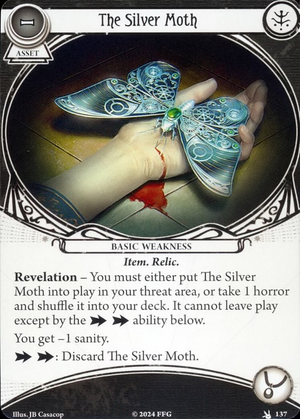 The Silver Moth
ASSET
BASIC WEAKNESS
Item. Relic.
Revelation – You must either put The Silver
Moth into play in your threat area, or take 1 horror
and shuffle it into your deck. It cannot leave play
except by the ability below.
You get –1 sanity.
: Discard The Silver Moth.
Illus. JB Casacop
© 2024 FFG
137